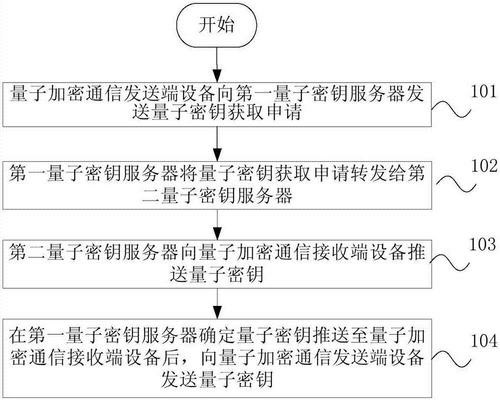 开始
量子加密通信发送端设备向第一量子密钥服务器发
送量子密钥获取申请
101
第一量子密钥服务器将量子密钥获取申请转发给第
二量子密钥服务器
102
第二量子密钥服务器向量子加密通信接收端设备推
送量子密钥
103
在第一量子密钥服务器确定量子密钥推送至量子加
密通信接收端设备后，向量子加密通信发送端设备
发送量子密钥
104